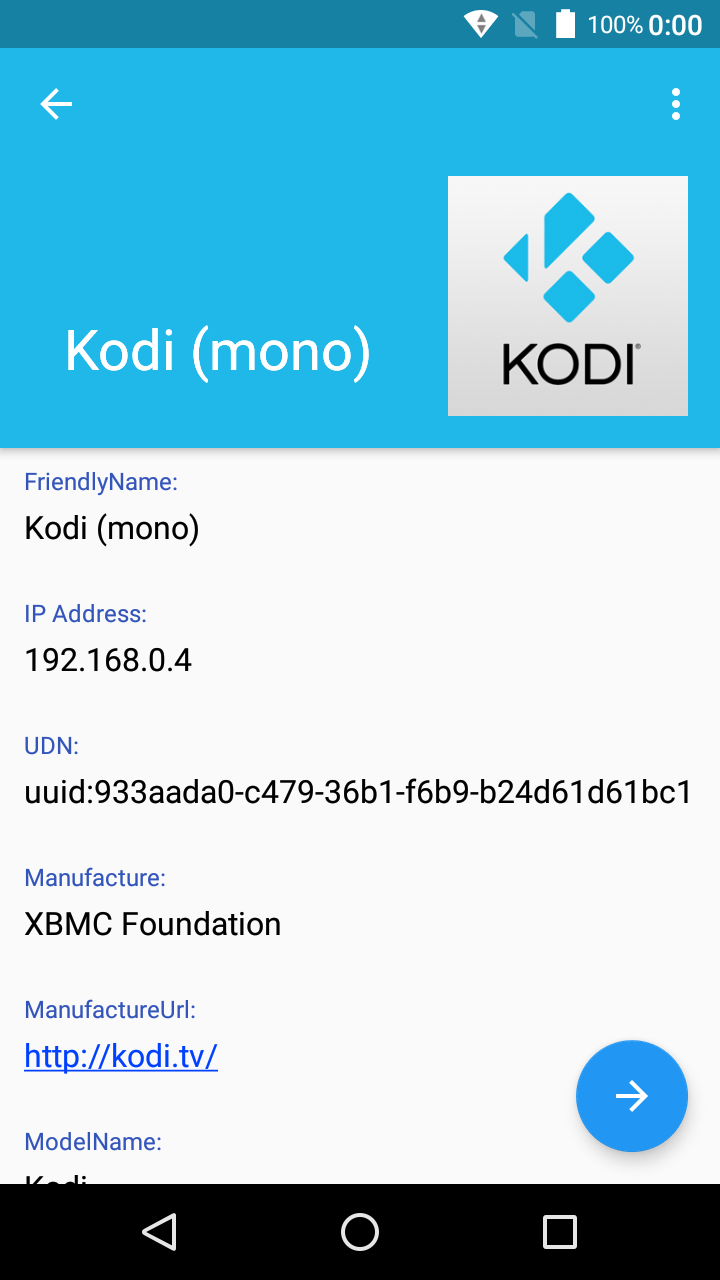 100% 0:00
KODI®
Kodi (mono)
FriendlyName:
Kodi (mono)
IP Address:
192.168.0.4
UDN:
uuid:933aada0-c479-36b1-f6b9-b24d61d61bc1
Manufacture:
XBMC Foundation
ManufactureUrl:
http://kodi.tv/
ModelName:
Kodi